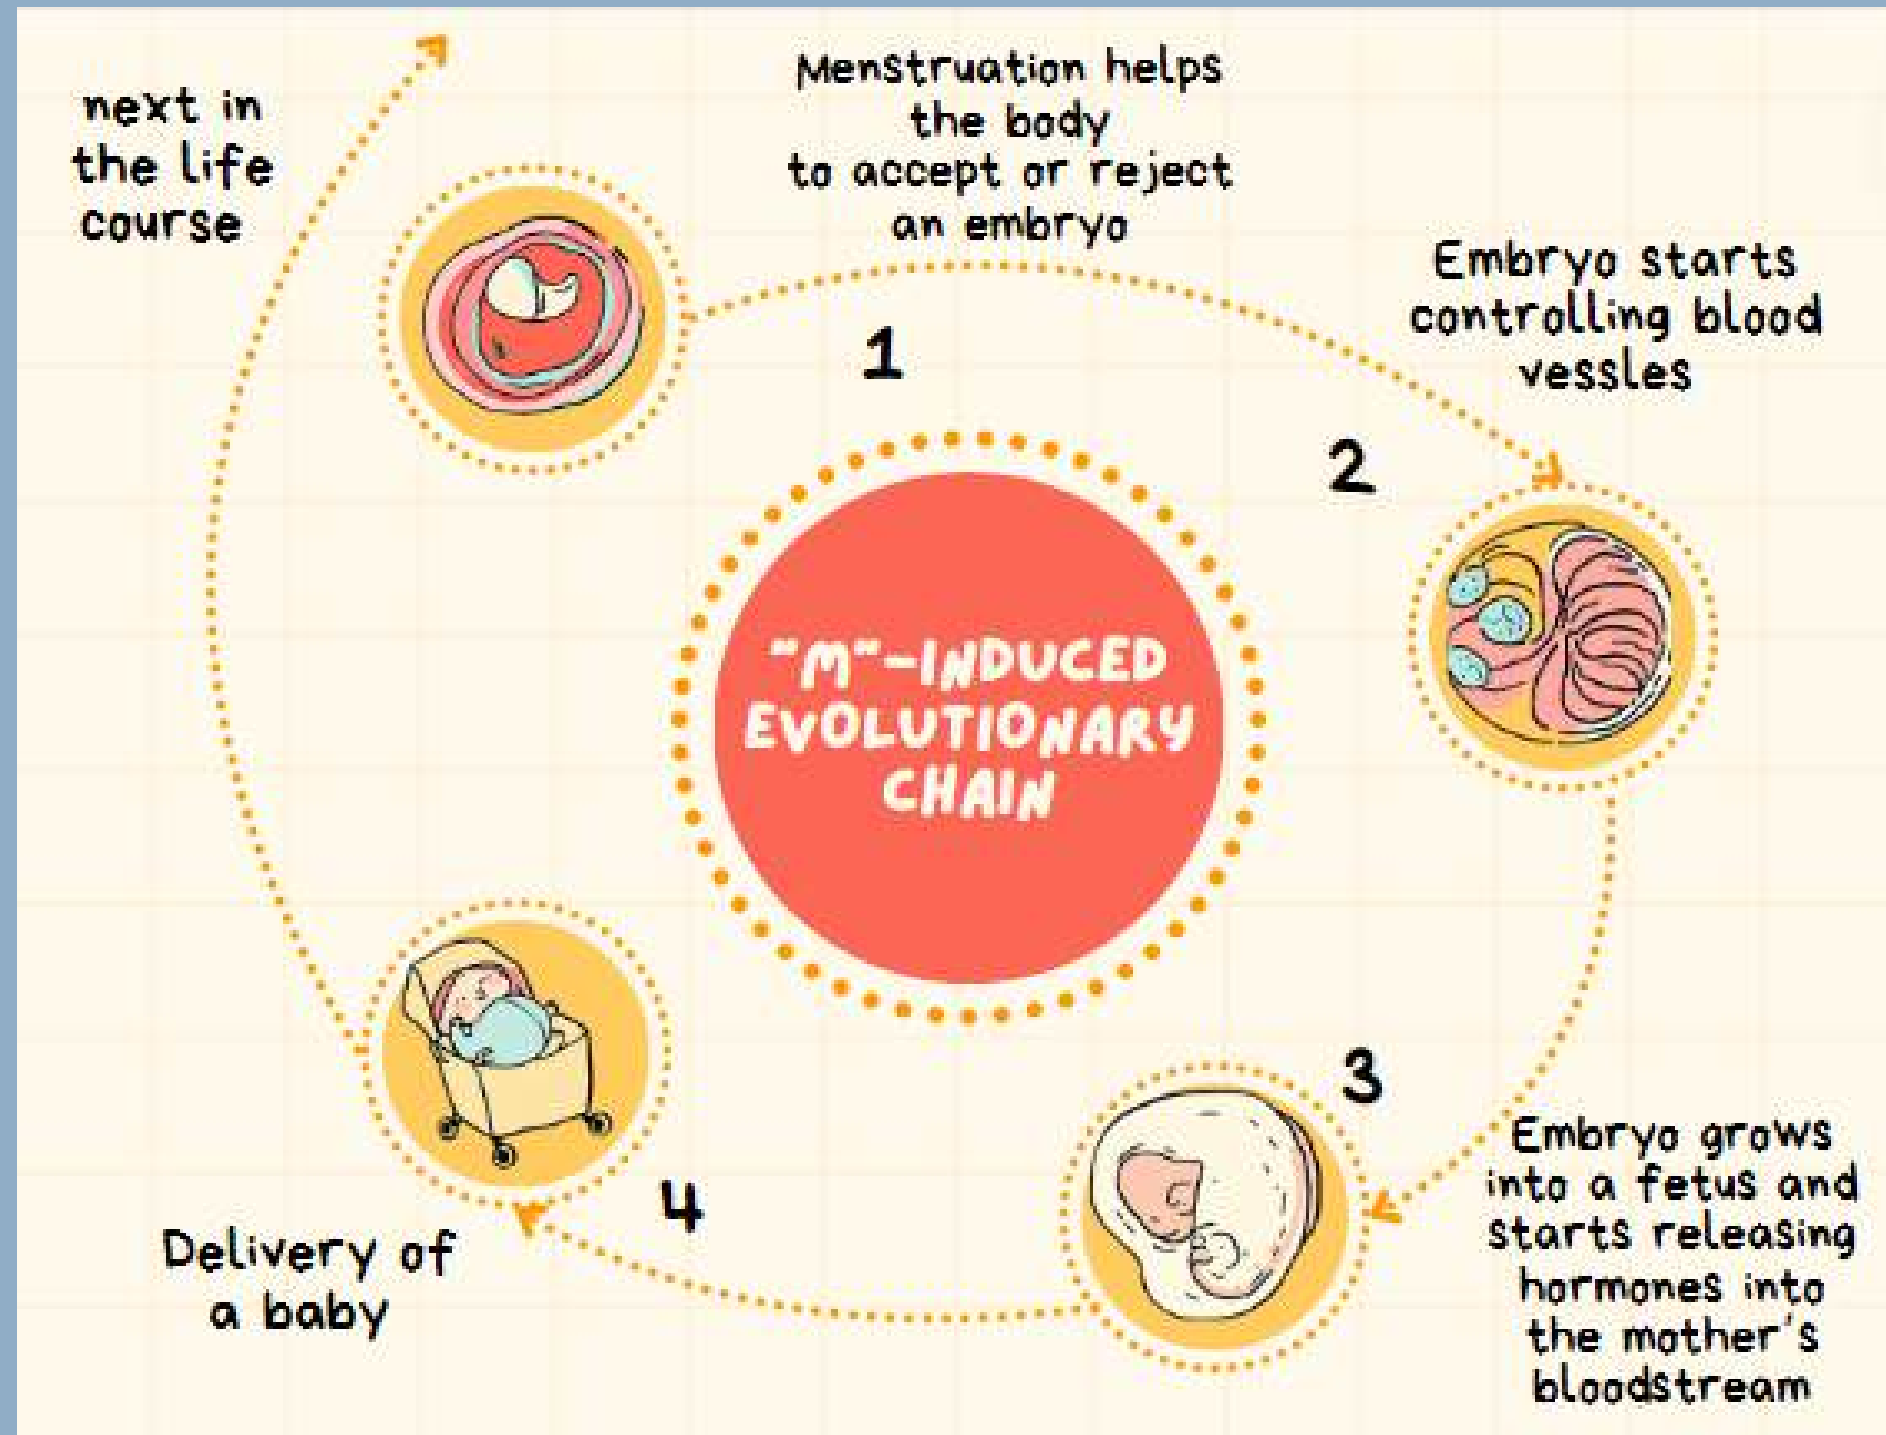 next in
the life
course
Menstruation helps
the body
to accept or reject
an embryo
1
Embryo starts
controlling blood
vessles
2
"M"-INDUCED
EVOLUTIONARY
CHAIN
3
Embryo grows
into a fetus and
starts releasing
hormones into
the mother's
bloodstream
4
Delivery of
a baby